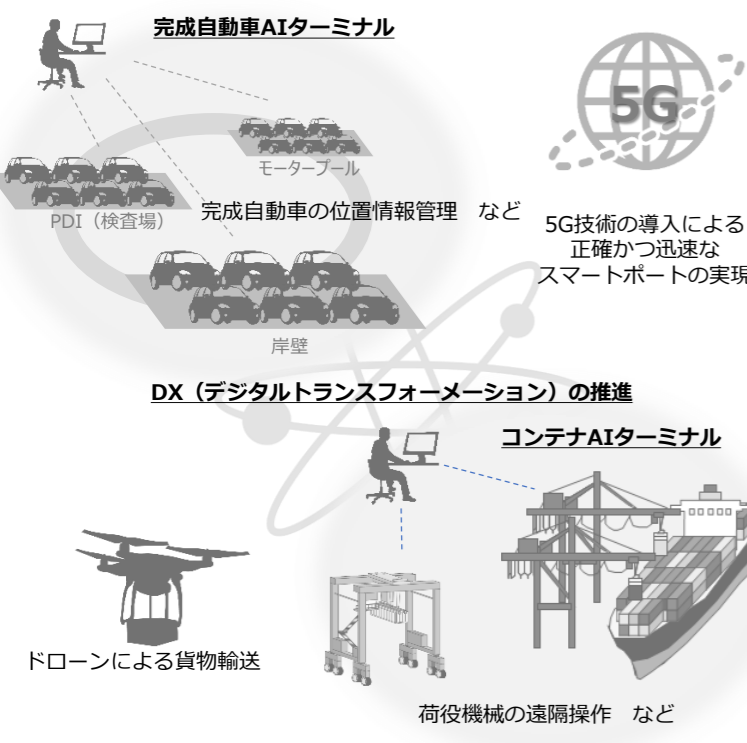 完成自動車AIターミナル
5G
モータープール
PDI（検査場）
完成自動車の位置情報管理　など
岸壁
5G技術の導入による
正確かつ迅速な
スマートポートの実現
DX（デジタルトランスフォーメーション）の推進
コンテナAIターミナル
ドローンによる貨物輸送
荷役機械の遠隔操作　など